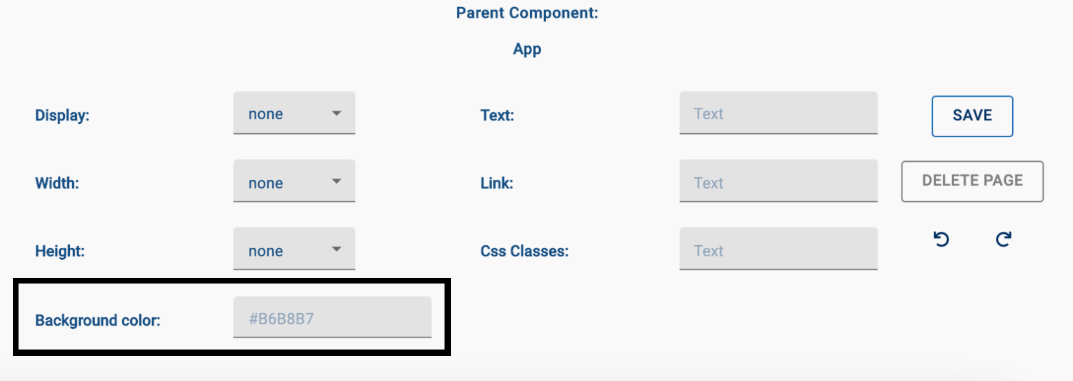 Parent Component:
App
Display: none Text: Text SAVE
Width: none Link: Text DELETE PAGE
Height: none Css Classes: Text
Background color: #B6B8B7